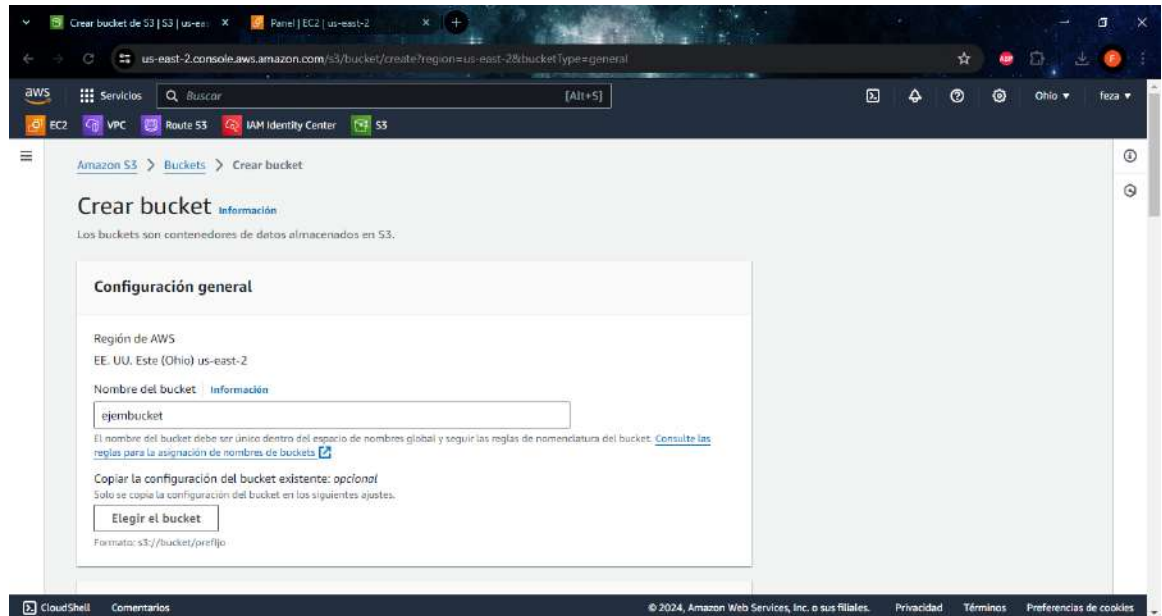 Crear bucket de S3 | S3 | us-eas
Panel | EC2 | us-east-2
us-east-2.console.aws.amazon.com/s3/bucket/create?region=us-east-2&bucketType=general
ABP
F
aws
Servicios
Buscar
[Alt+S]
Ohio
feza
EC2
VPC
Route 53
IAM Identity Center
S3
Amazon S3 > Buckets > Crear bucket
Crear bucket Información
Los buckets son contenedores de datos almacenados en S3.
Configuración general
Región de AWS
EE. UU. Este (Ohio) us-east-2
Nombre del bucket Información
ejembucket
El nombre del bucket debe ser único dentro del espacio de nombres global y seguir las reglas de nomenclatura del bucket. Consulte las
reglas para la asignación de nombres de buckets
Copiar la configuración del bucket existente: opcional
Solo se copia la configuración del bucket en los siguientes ajustes.
Elegir el bucket
Formato: s3://bucket/prefijo
CloudShell
Comentarios
© 2024, Amazon Web Services, Inc. o sus filiales.
Privacidad
Términos
Preferencias de cookies